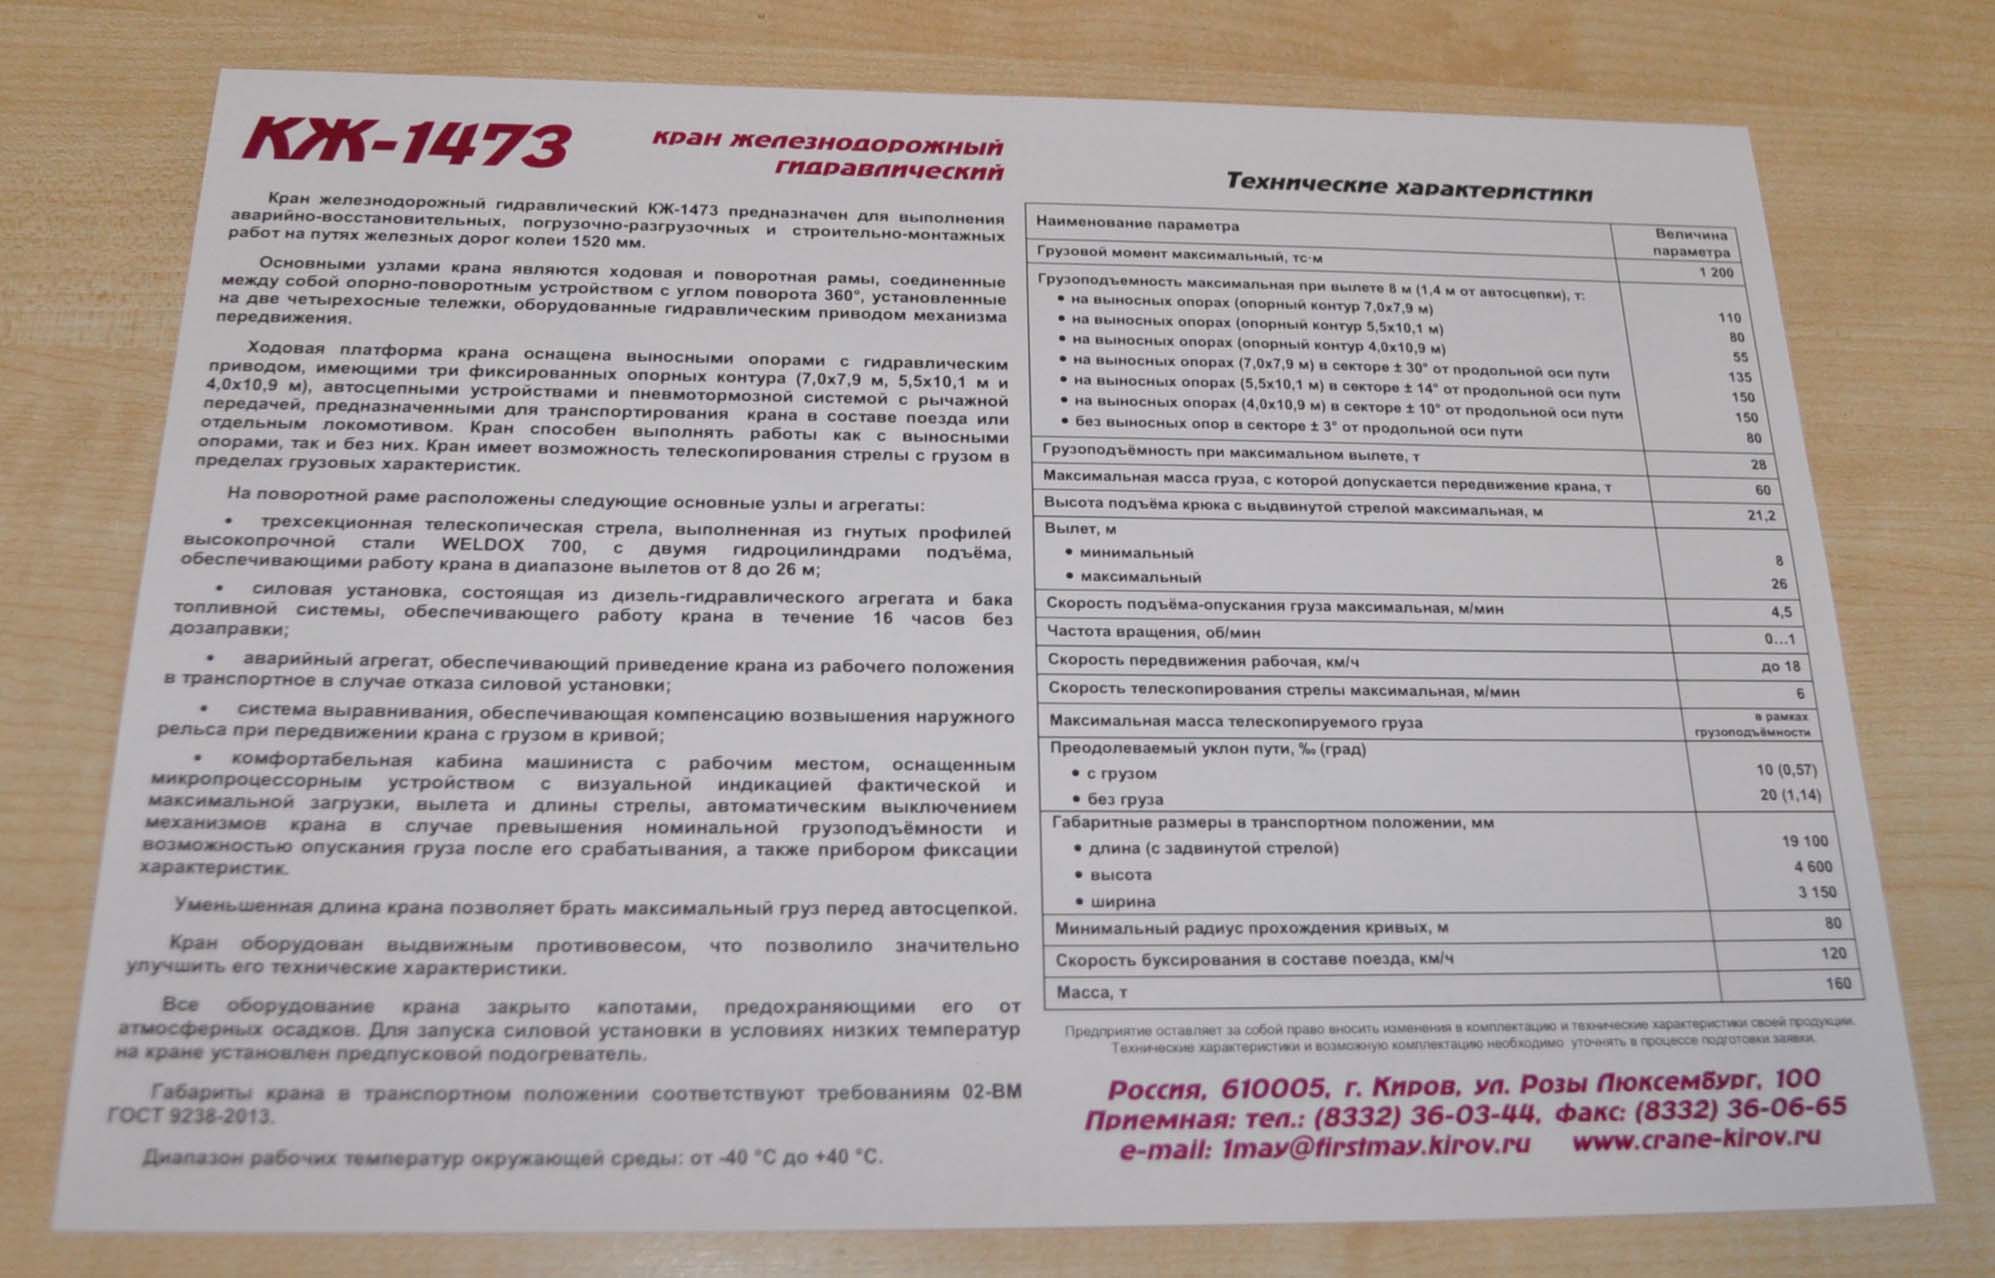 КЖ-1473
кран железнодорожный
гидравлический
Кран железнодорожный гидравлический КЖ-1473 предназначен для выполнения
аварийно-восстановительных, погрузочно-разгрузочных и строительно-монтажных
работ на путях железных дорог колеи 1520 мм.
Основными узлами крана являются ходовая и поворотная рамы, соединенные
между собой опорно-поворотным устройством с углом поворота 360°, установленные
на две четырехосные тележки, оборудованные гидравлическим приводом механизма
передвижения.
Ходовая платформа крана оснащена выносными опорами с гидравлическим
приводом, имеющими три фиксированных опорных контура (7,0х7,9 м, 5,5х10,1 м и
4,0х10,9 м), автосцепными устройствами и пневмотормозной системой с рычажной
передачей, предназначенными для транспортирования крана в составе поезда или
отдельным локомотивом. Кран способен выполнять работы как с выносными
опорами, так и без них. Кран имеет возможность телескопирования стрелы с грузом в
пределах грузовых характеристик.
На поворотной раме расположены следующие основные узлы и агрегаты:
• трехсекционная телескопическая стрела, выполненная из гнутых профилей
высокопрочной стали WELDOX 700, с двумя гидроцилиндрами подъёма,
обеспечивающими работу крана в диапазоне вылетов от 8 до 26 м;
• силовая установка, состоящая из дизель-гидравлического агрегата и бака
топливной системы, обеспечивающего работу крана в течение 16 часов без
дозаправки;
• аварийный агрегат, обеспечивающий приведение крана из рабочего положения
в транспортное в случае отказа силовой установки;
• система выравнивания, обеспечивающая компенсацию возвышения наружного
рельса при передвижении крана с грузом в кривой;
• комфортабельная кабина машиниста с рабочим местом, оснащенным
микропроцессорным устройством с визуальной индикацией фактической и
максимальной загрузки, вылета и длины стрелы, автоматическим выключением
механизмов крана в случае превышения номинальной грузоподъёмности и
возможностью опускания груза после его срабатывания, а также прибором фиксации
характеристик.
Уменьшенная длина крана позволяет брать максимальный груз перед автосцепкой.
Кран оборудован выдвижным противовесом, что позволило значительно
улучшить его технические характеристики.
Все оборудование крана закрыто капотами, предохраняющими его от
атмосферных осадков. Для запуска силовой установки в условиях низких температур
на кране установлен предпусковой подогреватель.
Габариты крана в транспортном положении соответствуют требованиям 02-ВМ
ГОСТ 9238-2013.
Диапазон рабочих температур окружающей среды: от -40 °С до +40 °С.
Технические характеристики
Наименование параметра Величина
параметра
Грузовой момент максимальный, тс·м 1 200
Грузоподъемность максимальная при вылете 8 м (1,4 м от автосцепки), т:
• на выносных опорах (опорный контур 7,0х7,9 м) 110
• на выносных опорах (опорный контур 5,5х10,1 м) 80
• на выносных опорах (опорный контур 4,0х10,9 м) 55
• на выносных опорах (7,0х7,9 м) в секторе ± 30° от продольной оси пути 135
• на выносных опорах (5,5х10,1 м) в секторе ± 14° от продольной оси пути 150
• на выносных опорах (4,0х10,9 м) в секторе ± 10° от продольной оси пути 150
• без выносных опор в секторе ± 3° от продольной оси пути 80
Грузоподъёмность при максимальном вылете, т 28
Максимальная масса груза, с которой допускается передвижение крана, т 60
Высота подъёма крюка с выдвинутой стрелой максимальная, м 21,2
Вылет, м
• минимальный 8
• максимальный 26
Скорость подъёма-опускания груза максимальная, м/мин 4,5
Частота вращения, об/мин 0...1
Скорость передвижения рабочая, км/ч до 18
Скорость телескопирования стрелы максимальная, м/мин 6
Максимальная масса телескопируемого груза в рамках
грузоподъёмности
Преодолеваемый уклон пути, ‰ (град)
• с грузом 10 (0,57)
• без груза 20 (1,14)
Габаритные размеры в транспортном положении, мм
• длина (с задвинутой стрелой) 19 100
• высота 4 600
• ширина 3 150
Минимальный радиус прохождения кривых, м 80
Скорость буксирования в составе поезда, км/ч 120
Масса, т 160
Предприятие оставляет за собой право вносить изменения в комплектацию и технические характеристики своей продукции.
Технические характеристики и возможную комплектацию необходимо уточнять в процессе подготовки заявки.
Россия, 610005, г. Киров, ул. Розы Люксембург, 100
Приемная: тел.: (8332) 36-03-44, факс: (8332) 36-06-65
e-mail: 1may@firstmay.kirov.ru www.crane-kirov.ru